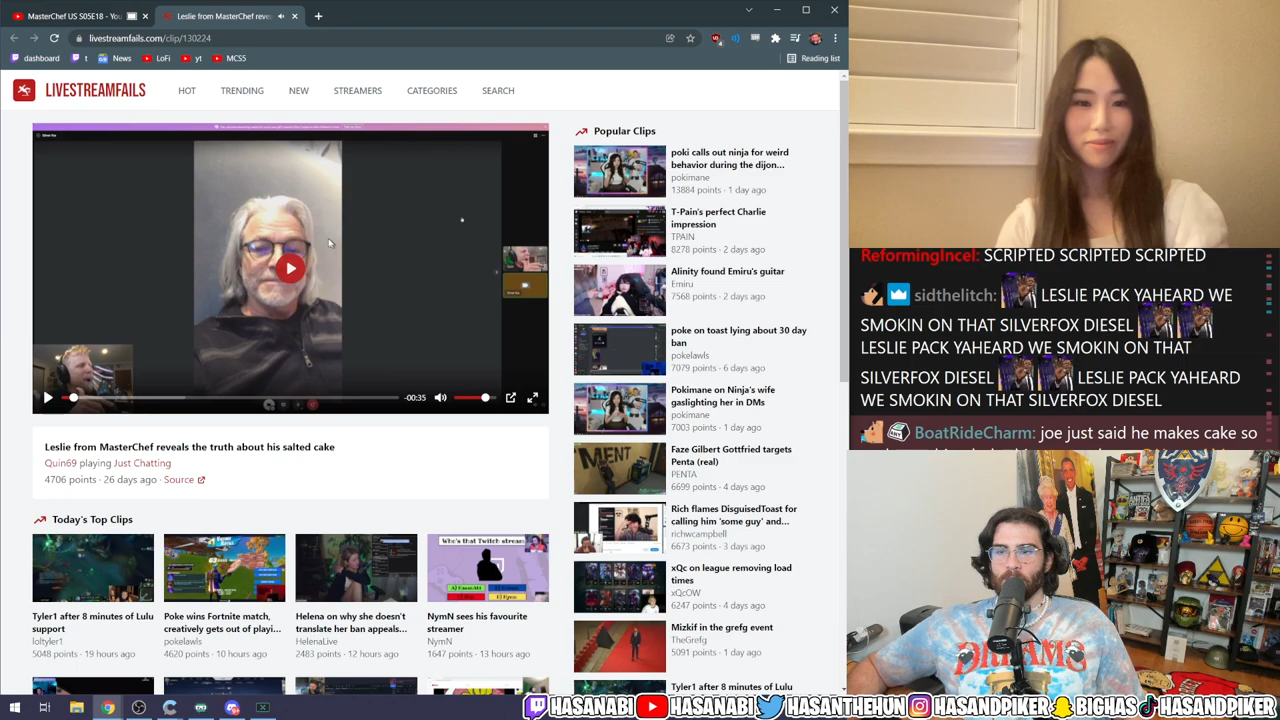 MasterChef US S05E18 - You
Leslie from MasterChef revea
livestreamfails.com/clip/130224
dashboard
t
News
LoFi
yt
MCS5
Reading list
LIVESTREAMFAILS
HOT
TRENDING
NEW
STREAMERS
CATEGORIES
SEARCH
-00:35
Leslie from MasterChef reveals the truth about his salted cake
Quin69 playing Just Chatting
4706 points · 26 days ago · Source
Today's Top Clips
Tyler1 after 8 minutes of Lulu
support
loltyler1
5048 points · 19 hours ago
Poke wins Fortnite match,
creatively gets out of playi...
pokelawls
4620 points · 10 hours ago
Helena on why she doesn't
translate her ban appeals...
HelenaLive
2483 points · 12 hours ago
Who's that Twitch stream
NymN sees his favourite
streamer
NymN
1647 points · 13 hours ago
Popular Clips
poki calls out ninja for weird
behavior during the dijon...
pokimane
13884 points · 1 day ago
T-Pain's perfect Charlie
impression
TPAIN
8278 points · 2 days ago
Alinity found Emiru's guitar
Emiru
7568 points · 2 days ago
poke on toast lying about 30 day
ban
pokelawls
7079 points · 6 days ago
Pokimane on Ninja's wife
gaslighting her in DMs
pokimane
7003 points · 1 day ago
MENT
Faze Gilbert Gottfried targets
Penta (real)
PENTA
6699 points · 4 days ago
Rich flames DisguisedToast for
calling him 'some guy' and...
richwcampbell
6673 points · 3 days ago
xQc on league removing load
times
xQcOW
6247 points · 4 days ago
Mizkif in the grefg event
TheGrefg
5091 points · 1 day ago
Tyler1 after 8 minutes of Lulu
ReformingIncel: SCRIPTED SCRIPTED SCRIPTED
sidthelitch: LESLIE PACK YAHEARD WE
SMOKIN ON THAT SILVERFOX DIESEL
LESLIE PACK YAHEARD WE SMOKIN ON THAT
SILVERFOX DIESEL LESLIE PACK YAHEARD
WE SMOKIN ON THAT SILVERFOX DIESEL
BoatRideCharm: joe just said he makes cake so
DREAMS
HASANABI
HASANABI
HASANTHEHUN
HASANDPIKER
BIGHAS
HASANDPIKER